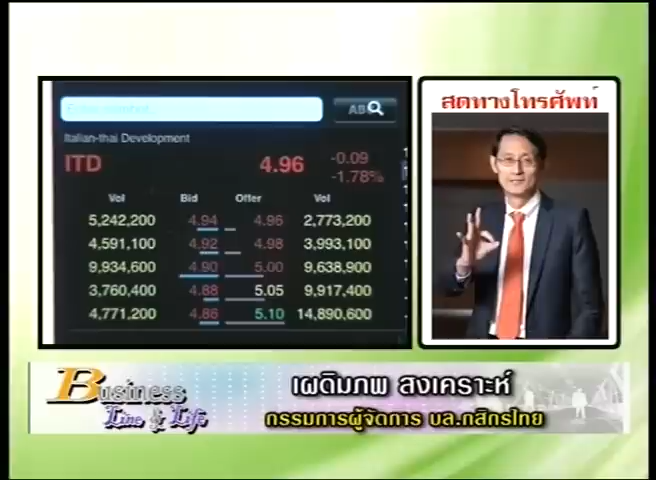 สดทางโทรศัพท์
Italian-thai Development
ITD 4.96 -0.09
-1.78%
Vol Bid Offer Vol
5,242,200 4.94 4.96 2,773,200
4,591,100 4.92 4.98 3,993,100
9,934,600 4.90 5.00 9,638,900
3,760,400 4.88 5.05 9,917,400
4,771,200 4.86 5.10 14,890,600
Business
Line & Life
เผดิมภพ สงเคราะห์
กรรมการผู้จัดการ บล.กสิกรไทย